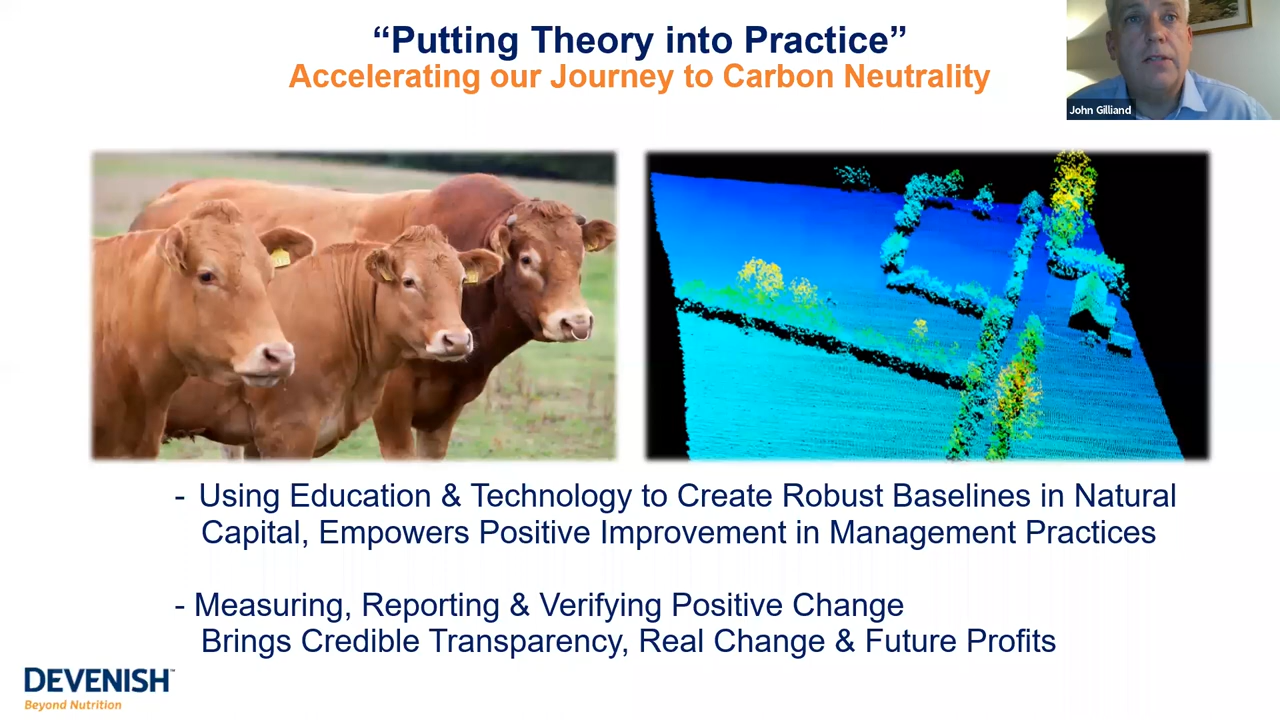 “Putting Theory into Practice”
Accelerating our Journey to Carbon Neutrality
John Gilliand
- Using Education & Technology to Create Robust Baselines in Natural
Capital, Empowers Positive Improvement in Management Practices
- Measuring, Reporting & Verifying Positive Change
Brings Credible Transparency, Real Change & Future Profits
DEVENISH™
Beyond Nutrition